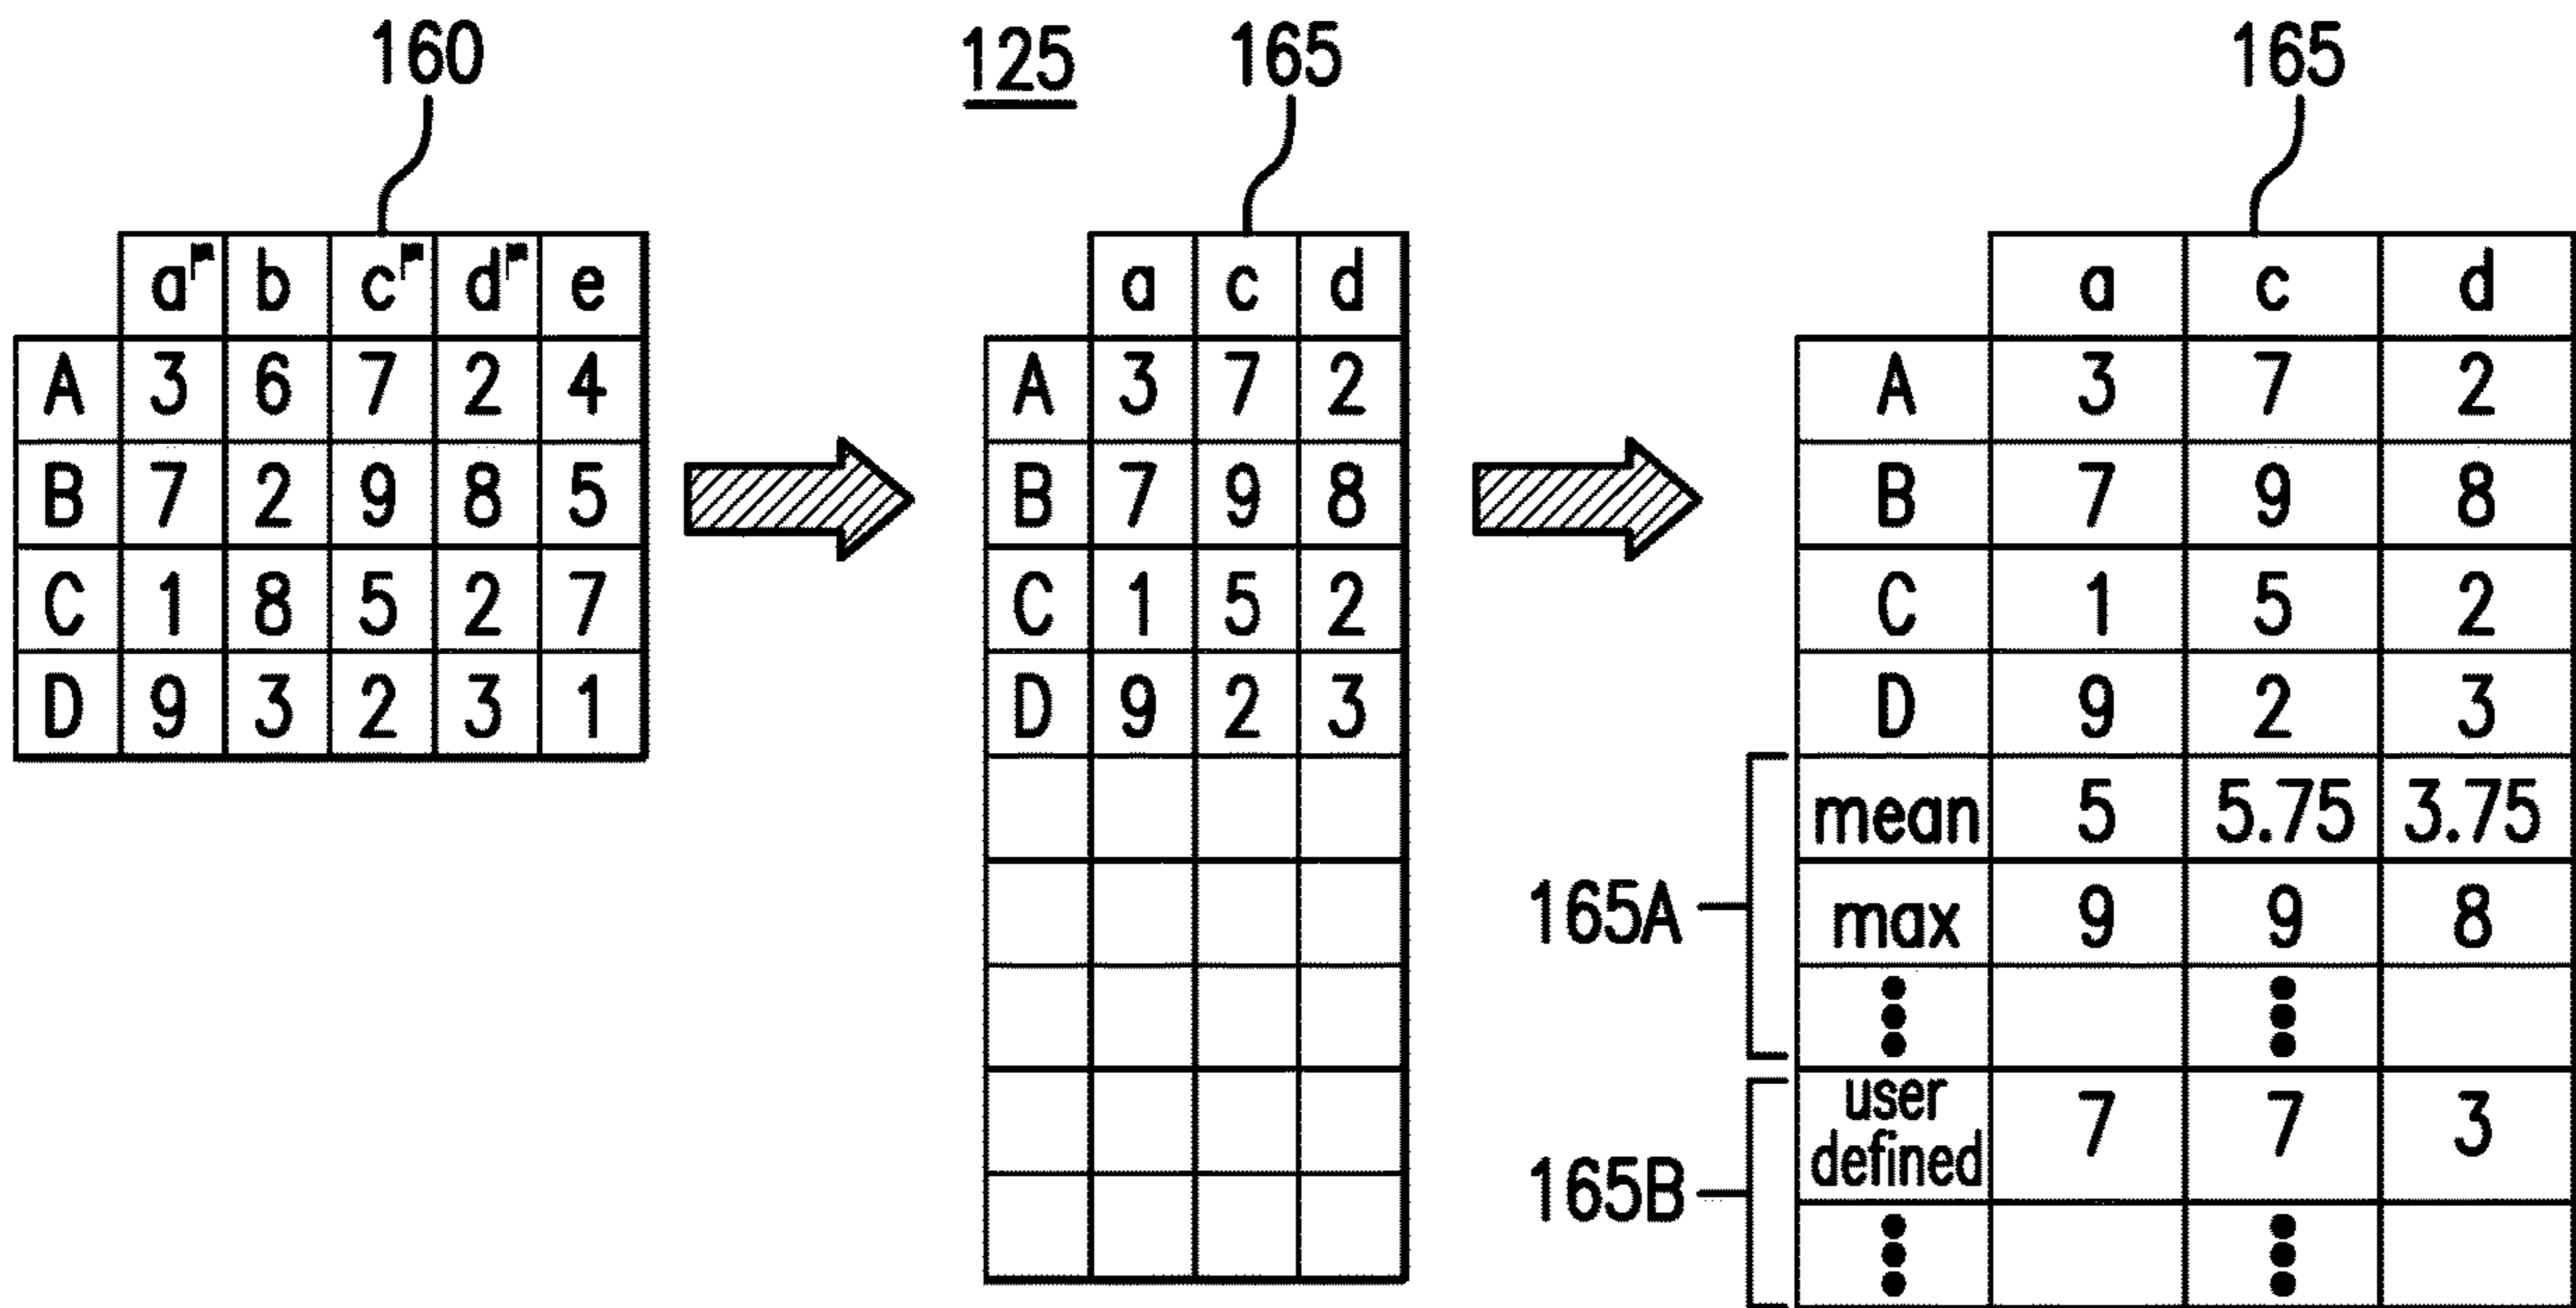 160 125 165 165
a b c d e
A 3 6 7 2 4
B 7 2 9 8 5
C 1 8 5 2 7
D 9 3 2 3 1
a c d
A 3 7 2
B 7 9 8
C 1 5 2
D 9 2 3
a c d
A 3 7 2
B 7 9 8
C 1 5 2
D 9 2 3
165A
mean 5 5.75 3.75
max 9 9 8
165B
user
defined 7 7 3